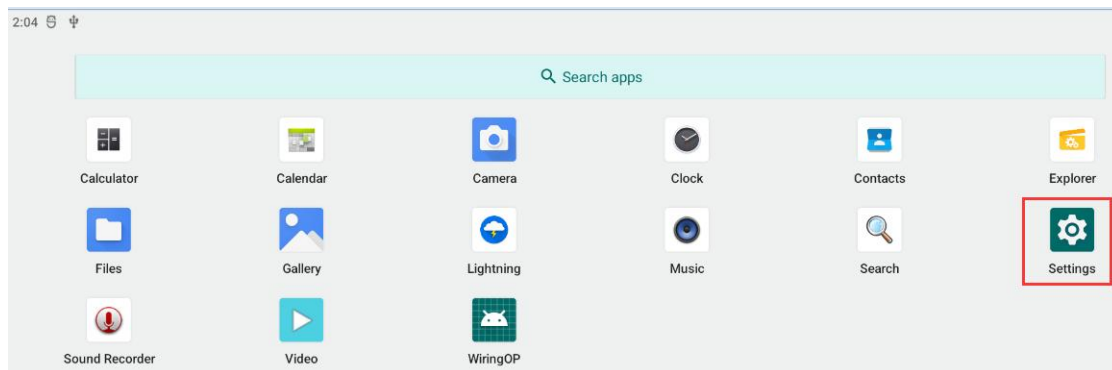 2:04
Search apps
Calculator Calendar Camera Clock Contacts Explorer
Files Gallery Lightning Music Search Settings
Sound Recorder Video WiringOP